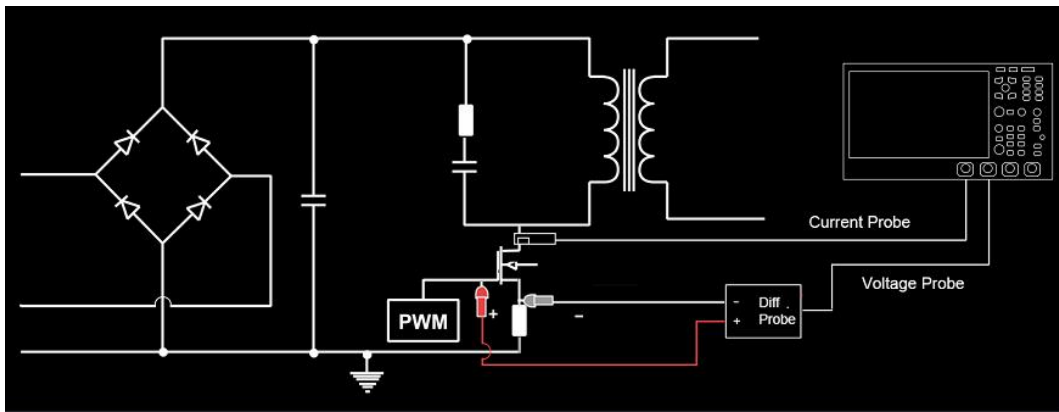 Current Probe
Voltage Probe
PWM
+
−
− Diff .
+ Probe